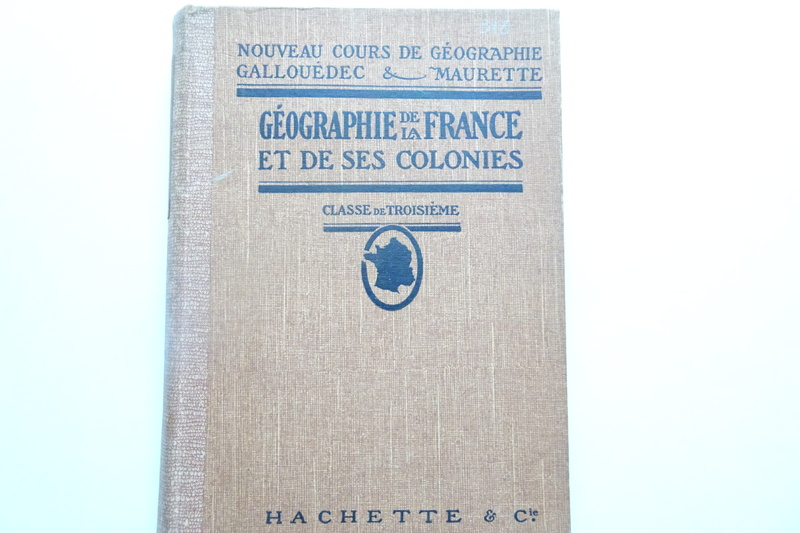 NOUVEAU COURS DE GÉOGRAPHIE
GALLOUÉDEC & MAURETTE
GÉOGRAPHIE DE LA FRANCE
ET DE SES COLONIES
CLASSE DE TROISIÈME
HACHETTE & Cie.